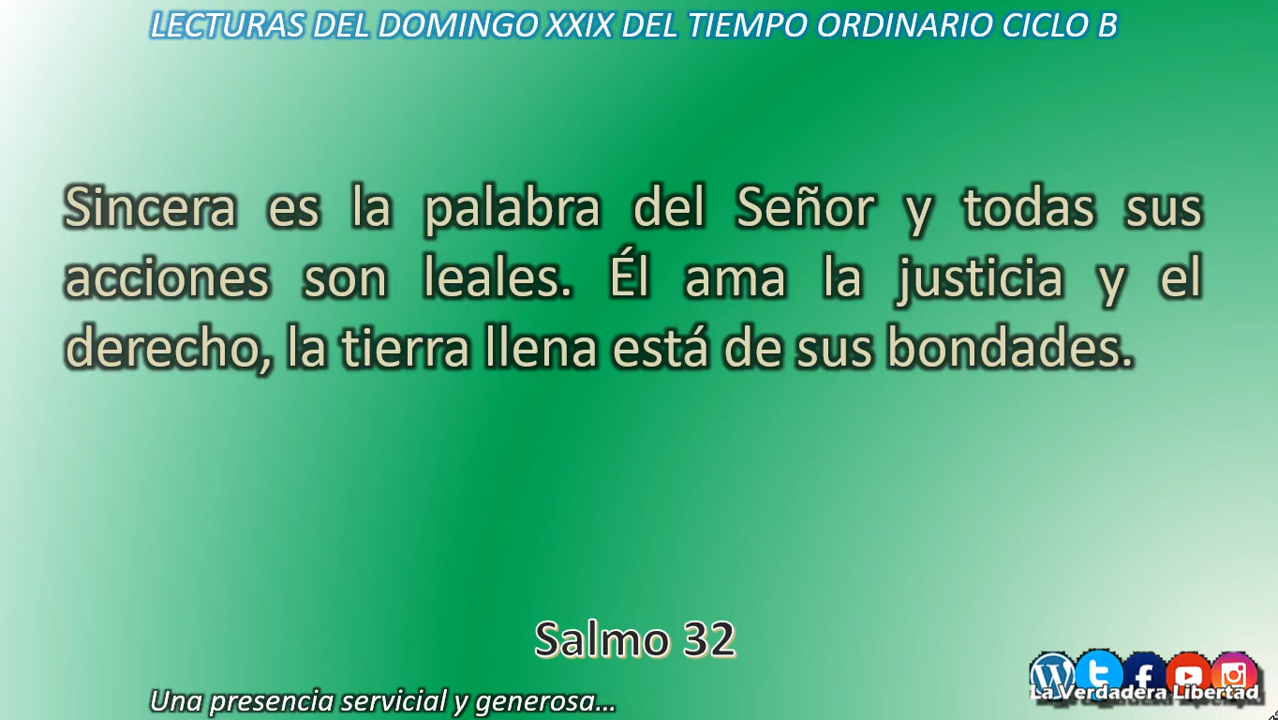 LECTURAS DEL DOMINGO XXIX DEL TIEMPO ORDINARIO CICLO B
Sincera es la palabra del Señor y todas sus
acciones son leales. Él ama la justicia y el
derecho, la tierra llena está de sus bondades.
Salmo 32
La Verdadera Libertad
Una presencia servicial y generosa...